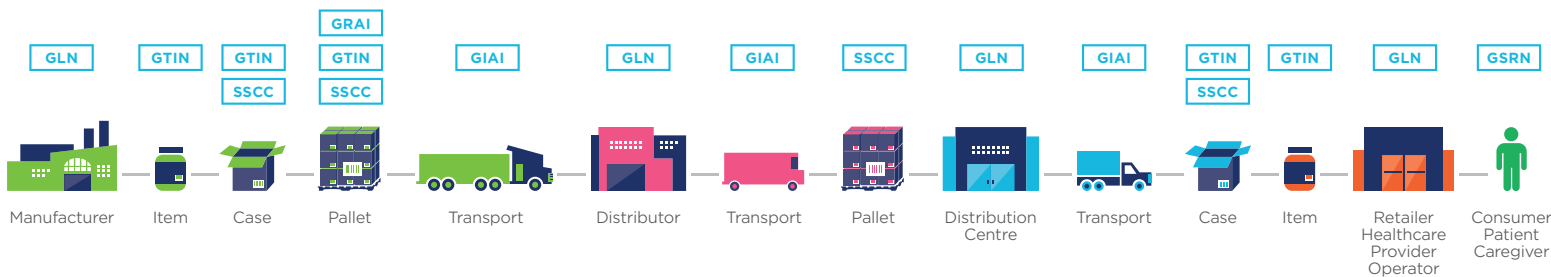 GRAI
GLN GTIN GTIN GTIN GIAI GLN GIAI SSCC GLN GIAI GTIN GTIN GLN GSRN
SSCC SSCC SSCC
Manufacturer Item Case Pallet Transport Distributor Transport Pallet Distribution Transport Case Item Retailer Consumer
Centre Healthcare Patient
Provider Caregiver
Operator